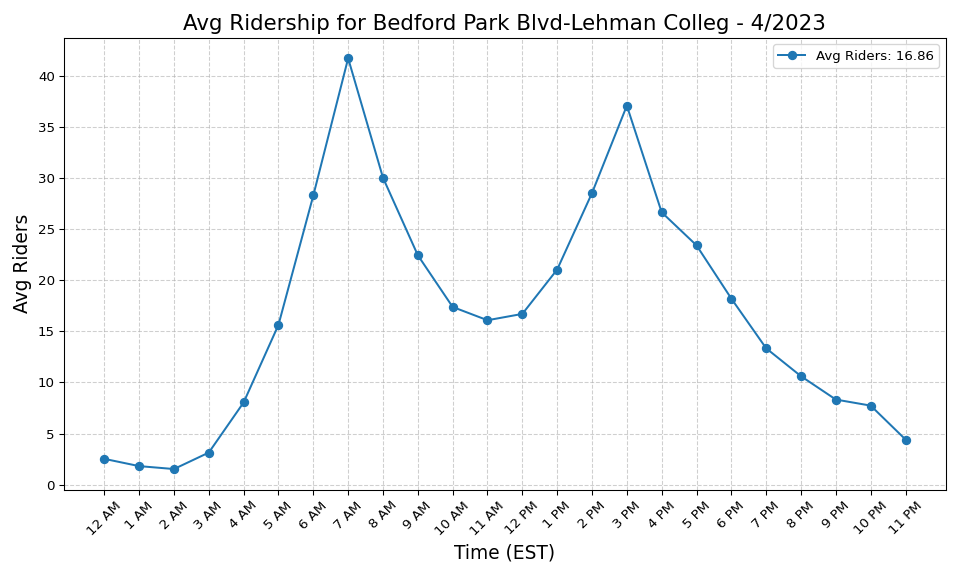 Avg Ridership for Bedford Park Blvd-Lehman Colleg - 4/2023
Avg Riders: 16.86
Avg Riders
40
35
30
25
20
15
10
5
0
12 AM
1 AM
2 AM
3 AM
4 AM
5 AM
6 AM
7 AM
8 AM
9 AM
10 AM
11 AM
12 PM
1 PM
2 PM
3 PM
4 PM
5 PM
6 PM
7 PM
8 PM
9 PM
10 PM
11 PM
Time (EST)